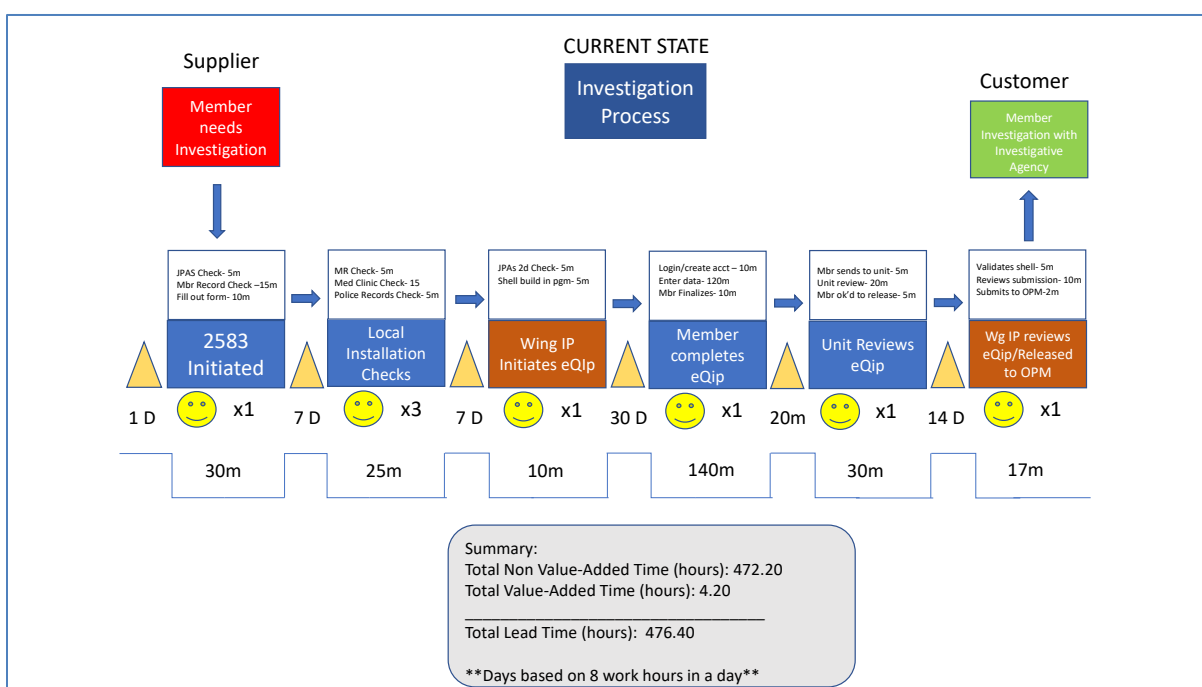 CURRENT STATE
Supplier
Customer
Member
needs
Investigation
Investigation
Process
Member
Investigation with
Investigative
Agency
JPAS Check- 5m
Mbr Record Check –15m
Fill out form- 10m
2583
Initiated
MR Check- 5m
Med Clinic Check- 15
Police Records Check- 5m
Local
Installation
Checks
JPAs 2d Check- 5m
Shell build in pgm- 5m
Wing IP
Initiates eQIp
Login/create acct – 10m
Enter data- 120m
Mbr Finalizes- 10m
Member
completes
eQip
Mbr sends to unit- 5m
Unit review- 20m
Mbr ok'd to release- 5m
Unit Reviews
eQip
Validates shell- 5m
Reviews submission- 10m
Submits to OPM-2m
Wg IP reviews
eQip/Released
to OPM
1 D x1 7 D x3 7 D x1 30 D x1 20m x1 14 D x1
30m 25m 10m 140m 30m 17m
Summary:
Total Non Value-Added Time (hours): 472.20
Total Value-Added Time (hours): 4.20
Total Lead Time (hours): 476.40
**Days based on 8 work hours in a day**